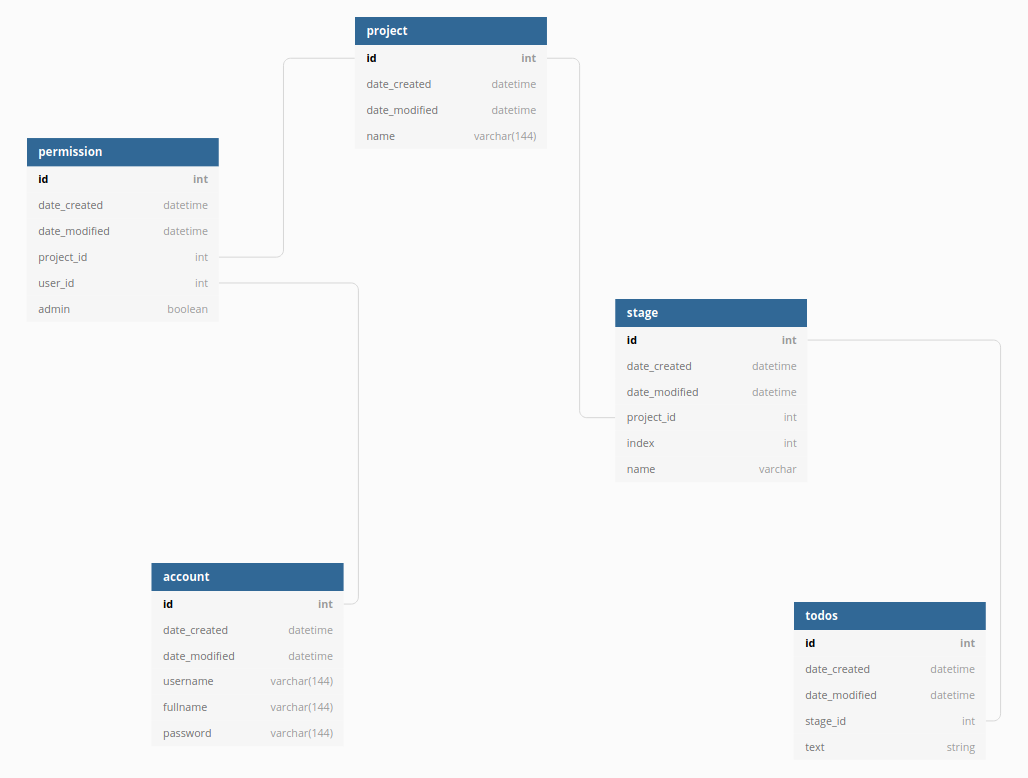 project
id int
date_created datetime
date_modified datetime
name varchar(144)
permission
id int
date_created datetime
date_modified datetime
project_id int
user_id int
admin boolean
stage
id int
date_created datetime
date_modified datetime
project_id int
index int
name varchar
account
id int
date_created datetime
date_modified datetime
username varchar(144)
fullname varchar(144)
password varchar(144)
todos
id int
date_created datetime
date_modified datetime
stage_id int
text string